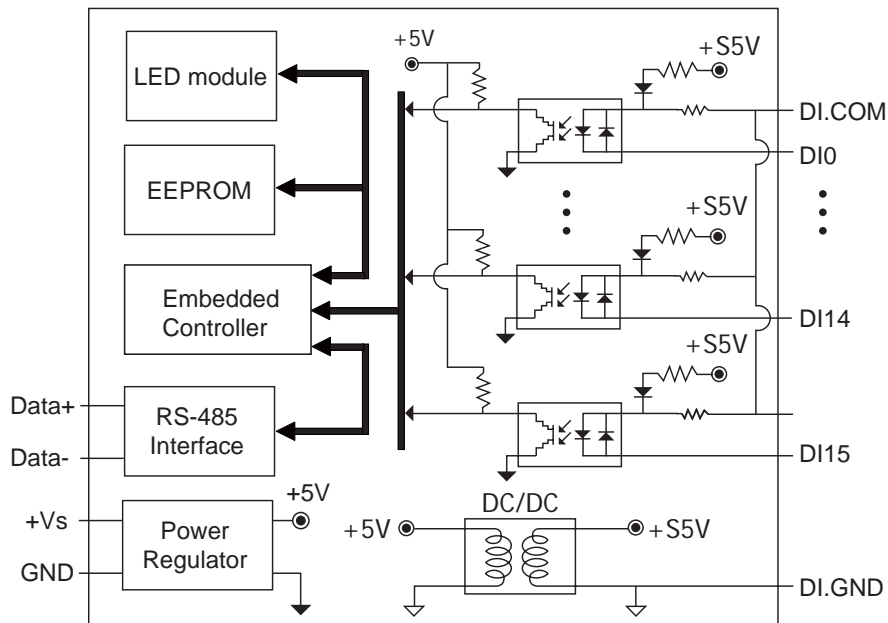 +5V
+S5V
LED module
DI.COM
DI0
EEPROM
+S5V
Embedded
Controller
DI14
+S5V
Data+
RS-485
Interface
Data-
DI15
+5V
DC/DC
+Vs
Power
Regulator
+5V
+S5V
GND
DI.GND